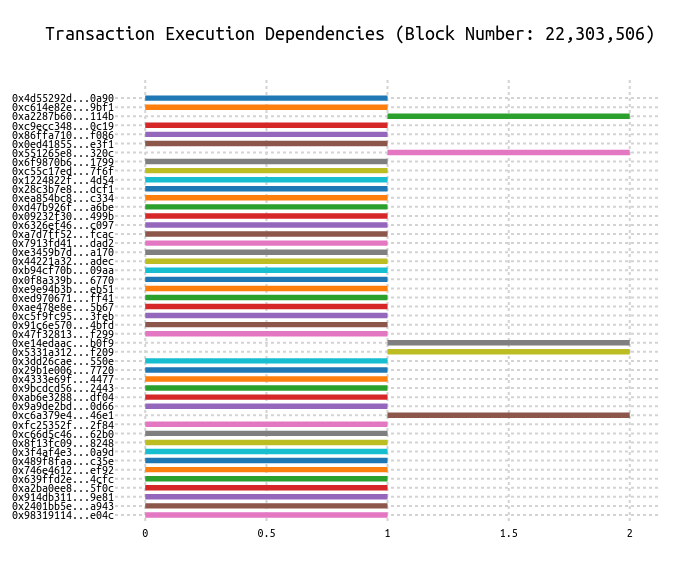 Transaction Execution Dependencies (Block Number: 22,303,506)
0x4d55292d...0a90
0xc614e82e...9bf1
0xa2287b60...114b
0xc9ecc348...0c19
0x86ffa710...f086
0x0ed41855...e3f1
0x551265e8...320c
0x6f9870b6...1799
0xc55c17ed...7f6f
0x1224822f...4d54
0x28c3b7e8...dcf1
0xea854bc8...c334
0xd47b926f...a6be
0x09232f30...499b
0x6326ef46...c097
0xa7d7ff52...fcac
0x7913fd41...dad2
0xe3459b7d...a170
0x44221a32...adec
0xb94cf70b...09aa
0x0f8a339b...6770
0xe9e94b3b...eb51
0xed970671...ff41
0xae478e8e...5b67
0xc5f9fc95...3feb
0x91c6e570...4bfd
0x47f32813...f299
0xe14edaac...b0f9
0x5331a312...f209
0x3dd26cae...550e
0x29b1e006...7720
0x4333e69f...4477
0x9bcdcd56...2443
0xab6e3288...df04
0x9a9de2bd...0d66
0xc6a379e4...46e1
0xfc25352f...2f84
0xc66d5c46...62b0
0x8f13fc09...8248
0x3f4af4e3...0a9d
0x489f8faa...c35e
0x746e4612...ef92
0x639ffd2e...4cfc
0xa2ba0ee8...5f0c
0x914db311...9e81
0x2401bb5e...a943
0x98319114...e04c
0 0.5 1 1.5 2